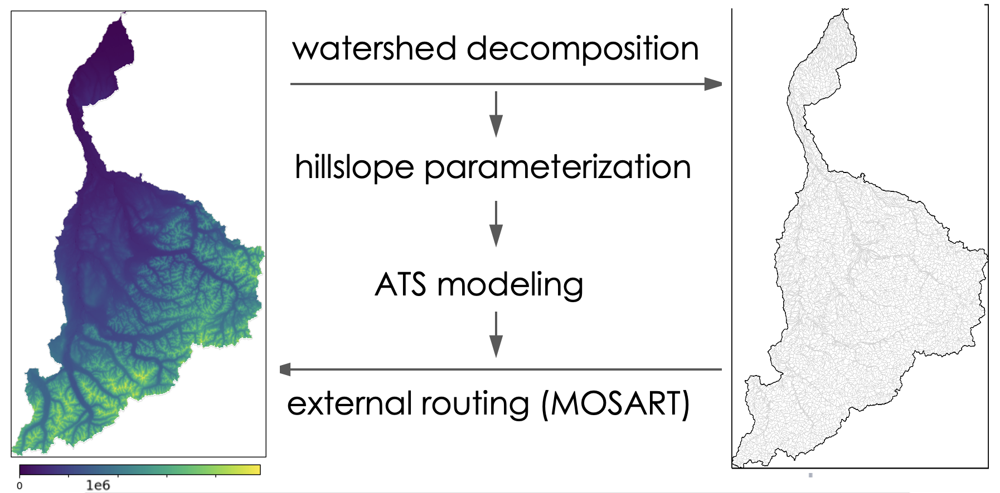 watershed decomposition
hillslope parameterization
ATS modeling
external routing (MOSART)
0
1e6